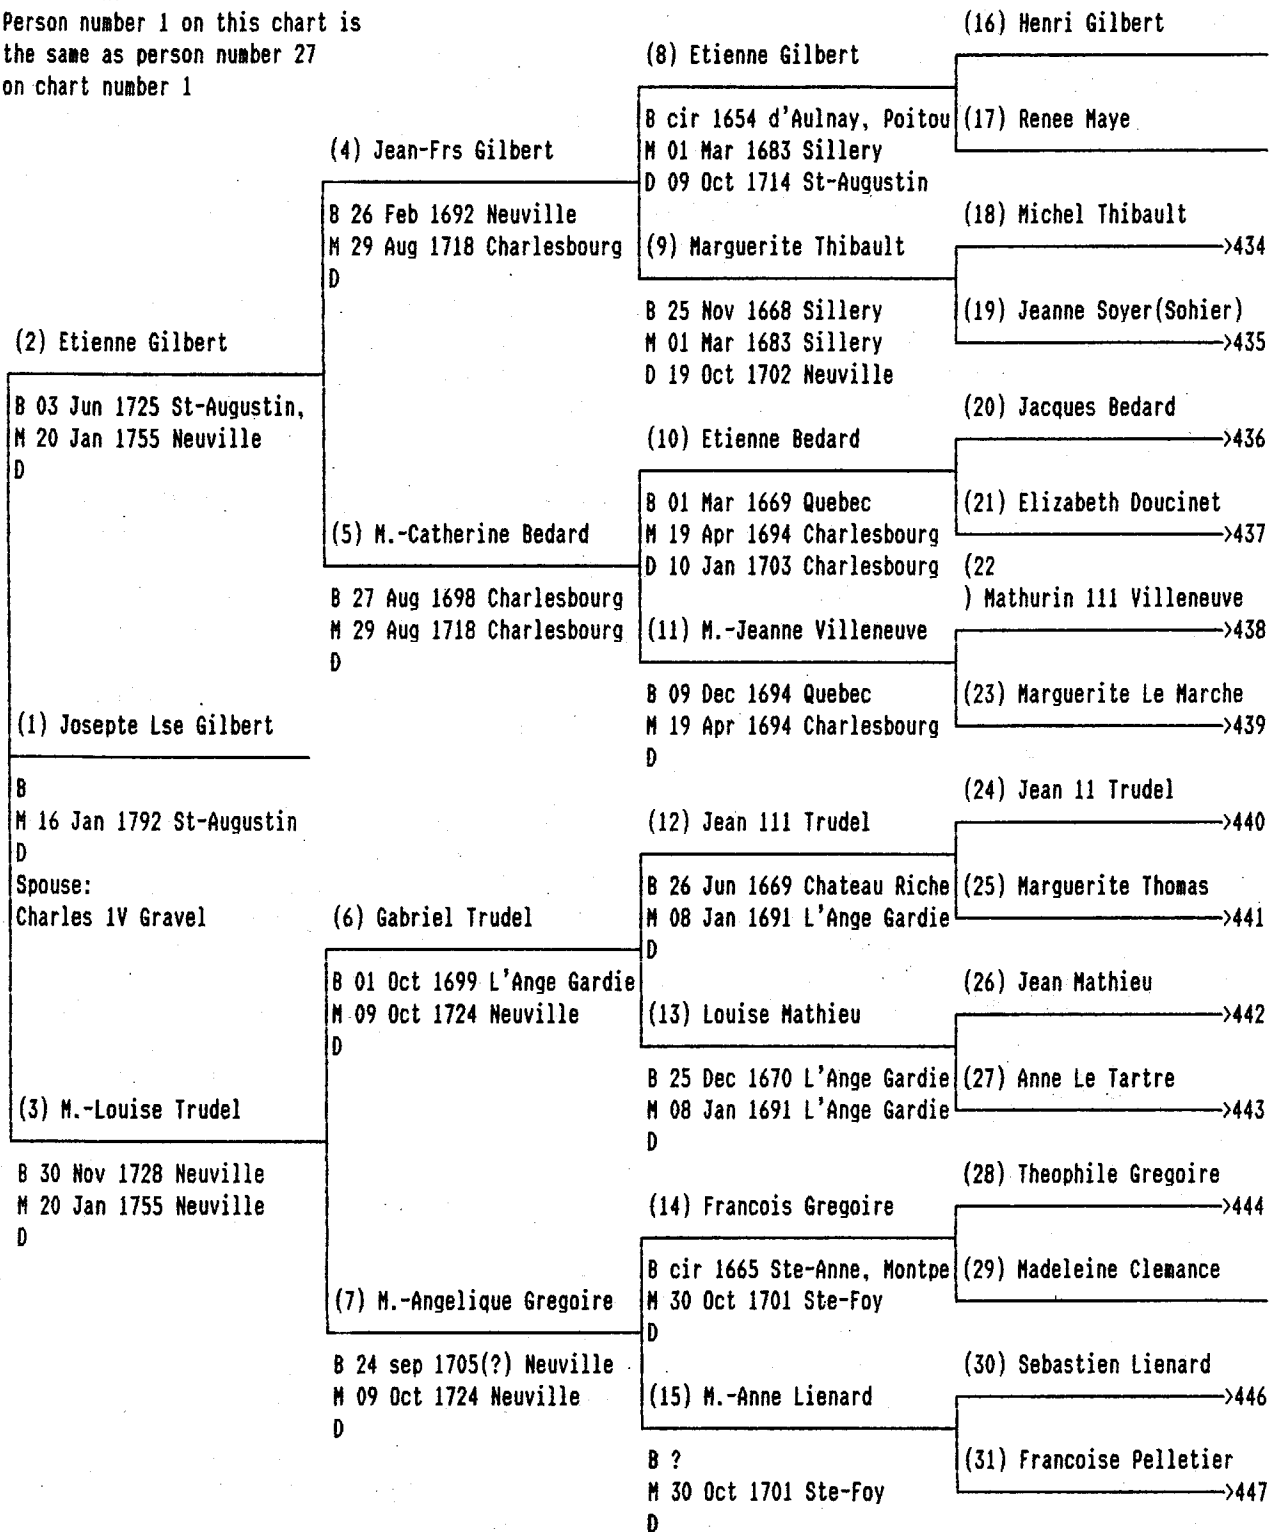 Person number 1 on this chart is
the same as person number 27
on chart number 1
(16) Henri Gilbert
(8) Etienne Gilbert
B cir 1654 d'Aulnay, Poitou
M 01 Mar 1683 Sillery
D 09 Oct 1714 St-Augustin
(17) Renee Maye
(4) Jean-Frs Gilbert
B 26 Feb 1692 Neuville
M 29 Aug 1718 Charlesbourg
D
(18) Michel Thibault
>434
(9) Marguerite Thibault
B 25 Nov 1668 Sillery
M 01 Mar 1683 Sillery
D 19 Oct 1702 Neuville
(19) Jeanne Soyer(Sohier)
>435
(2) Etienne Gilbert
B 03 Jun 1725 St-Augustin,
M 20 Jan 1755 Neuville
D
(20) Jacques Bedard
>436
(10) Etienne Bedard
B 01 Mar 1669 Quebec
M 19 Apr 1694 Charlesbourg
D 10 Jan 1703 Charlesbourg
(21) Elizabeth Doucinet
>437
(5) M.-Catherine Bedard
B 27 Aug 1698 Charlesbourg
M 29 Aug 1718 Charlesbourg
D
(22
) Mathurin 111 Villeneuve
>438
(11) M.-Jeanne Villeneuve
B 09 Dec 1694 Quebec
M 19 Apr 1694 Charlesbourg
D
(23) Marguerite Le Marche
>439
(1) Josepte Lse Gilbert
B
M 16 Jan 1792 St-Augustin
D
Spouse:
Charles 1V Gravel
(24) Jean 11 Trudel
>440
(12) Jean 111 Trudel
B 26 Jun 1669 Chateau Riche
M 08 Jan 1691 L'Ange Gardie
D
(25) Marguerite Thomas
>441
(6) Gabriel Trudel
B 01 Oct 1699 L'Ange Gardie
M 09 Oct 1724 Neuville
D
(26) Jean Mathieu
>442
(13) Louise Mathieu
B 25 Dec 1670 L'Ange Gardie
M 08 Jan 1691 L'Ange Gardie
D
(27) Anne Le Tartre
>443
(3) M.-Louise Trudel
B 30 Nov 1728 Neuville
M 20 Jan 1755 Neuville
D
(28) Theophile Gregoire
>444
(14) Francois Gregoire
B cir 1665 Ste-Anne, Montpe
M 30 Oct 1701 Ste-Foy
D
(29) Madeleine Clemance
(7) M.-Angelique Gregoire
B 24 sep 1705(?) Neuville
M 09 Oct 1724 Neuville
D
(30) Sebastien Lienard
>446
(15) M.-Anne Lienard
B ?
M 30 Oct 1701 Ste-Foy
D
(31) Francoise Pelletier
>447